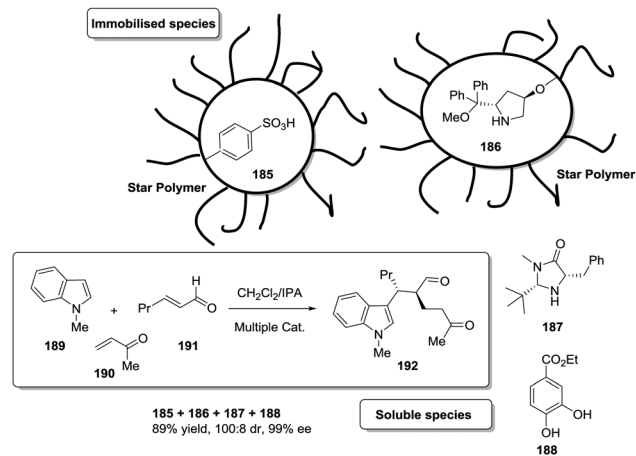 Immobilised species
SO3H
185
Star Polymer
Ph
Ph
MeO
HN
O
186
Star Polymer
N
Me
189
+
O
Me
190
Pr
H
O
191
CH2Cl2/IPA
Multiple Cat.
Pr
O
N
Me
O
Me
192
Me
N
O
Ph
N
H
187
CO2Et
OH
OH
188
185 + 186 + 187 + 188
89% yield, 100:8 dr, 99% ee
Soluble species